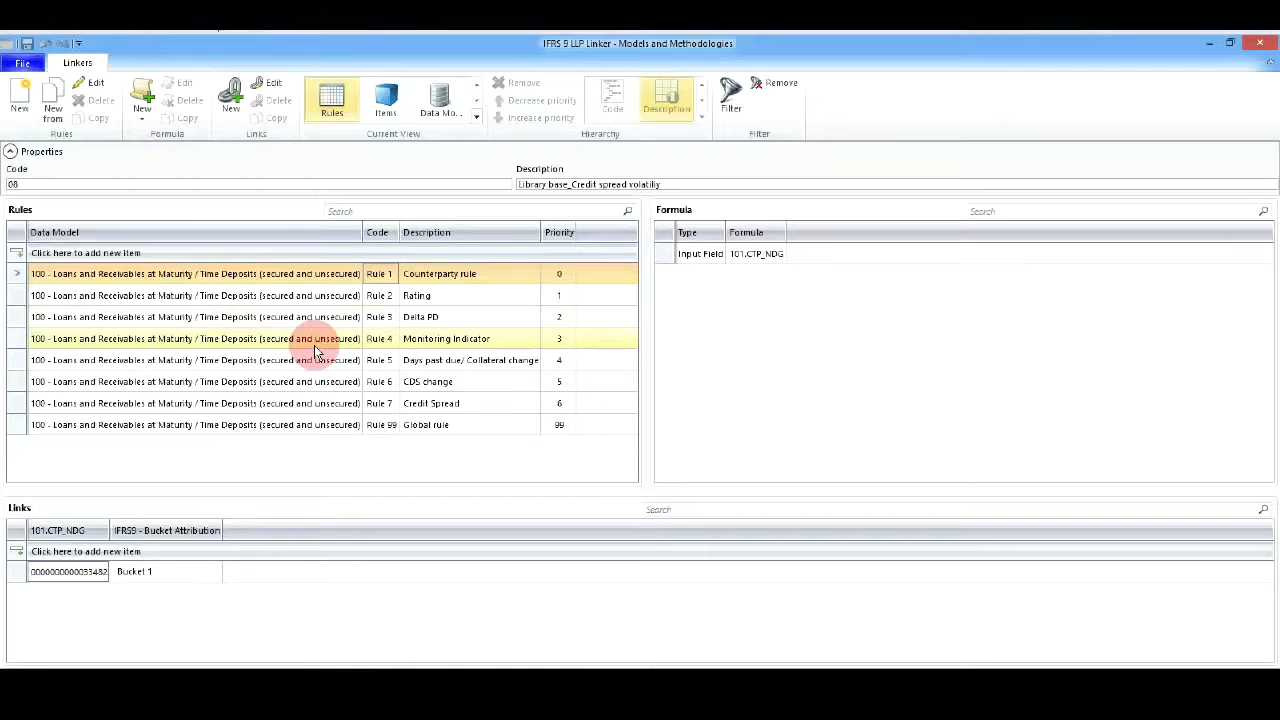 IFRS 9 LLP Linker - Models and Methodologies
File
Linkers
New
New from
Edit
Delete
Copy
Rules
New
Edit
Delete
Copy
Formula
New
Edit
Delete
Copy
Links
Rules
Items
Data Mo...
Current View
Remove
Decrease priority
Increase priority
Code
Description
Hierarchy
Filter
Remove
Filter
Properties
Code
Description
08
Library base_Credit spread volatiliy
Rules
Search
Data Model Code Description Priority
Click here to add new item
100 - Loans and Receivables at Maturity / Time Deposits (secured and unsecured) Rule 1 Counterparty rule 0
100 - Loans and Receivables at Maturity / Time Deposits (secured and unsecured) Rule 2 Rating 1
100 - Loans and Receivables at Maturity / Time Deposits (secured and unsecured) Rule 3 Delta PD 2
100 - Loans and Receivables at Maturity / Time Deposits (secured and unsecured) Rule 4 Monitoring Indicator 3
100 - Loans and Receivables at Maturity / Time Deposits (secured and unsecured) Rule 5 Days past due/ Collateral change 4
100 - Loans and Receivables at Maturity / Time Deposits (secured and unsecured) Rule 6 CDS change 5
100 - Loans and Receivables at Maturity / Time Deposits (secured and unsecured) Rule 7 Credit Spread 6
100 - Loans and Receivables at Maturity / Time Deposits (secured and unsecured) Rule 99 Global rule 99
Formula
Search
Type Formula
Input Field 101.CTP_NDG
Links
Search
101.CTP_NDG IFRS9 - Bucket Attribution
Click here to add new item
0000000000033482 Bucket 1